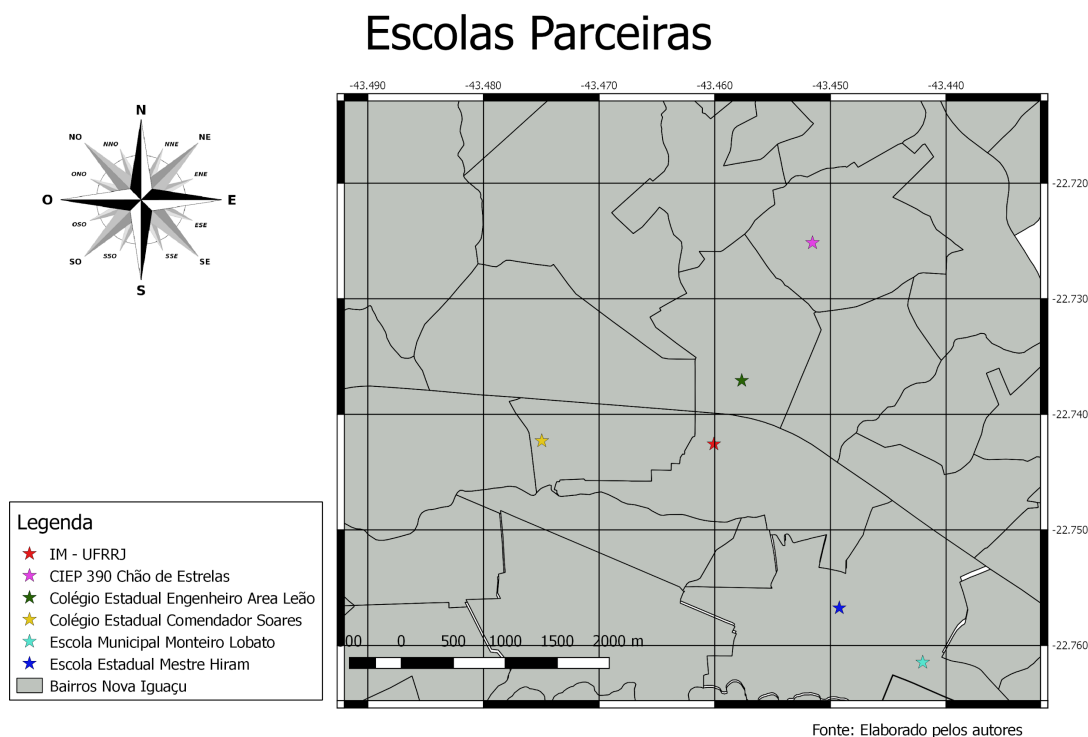 Escolas Parceiras
-43.490 -43.480 -43.470 -43.460 -43.450 -43.440
N
NO NE
NNO NNE
ONO ENE
O E
OSO ESE
SO SE
SSO SSE
S
-22.720
-22.730
-22.740
-22.750
-22.760
Legenda
IM - UFRRJ
CIEP 390 Chão de Estrelas
Colégio Estadual Engenheiro Area Leão
Colégio Estadual Comendador Soares
Escola Municipal Monteiro Lobato
Escola Estadual Mestre Hiram
Bairros Nova Iguaçu
0 500 1000 1500 2000 m
Fonte: Elaborado pelos autores